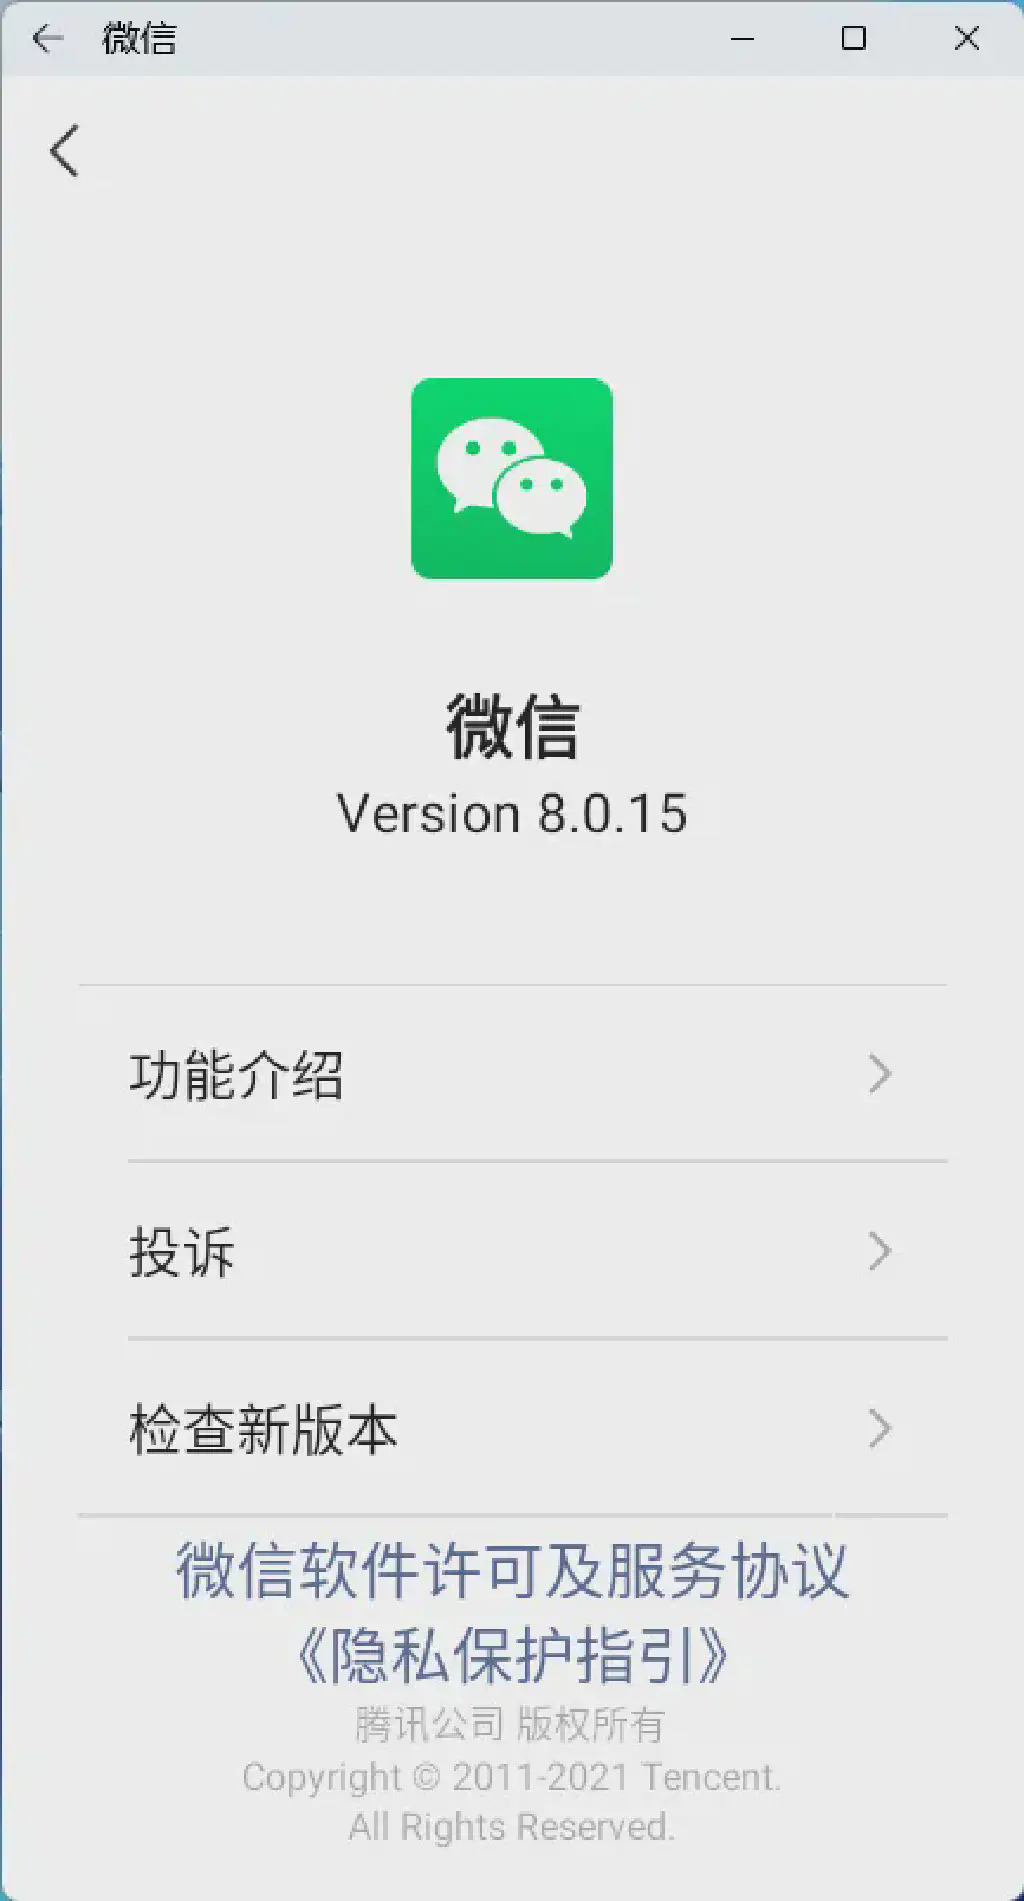 微信
微信
Version 8.0.15
功能介绍
投诉
检查新版本
微信软件许可及服务协议
《隐私保护指引》
腾讯公司 版权所有
Copyright © 2011-2021 Tencent.
All Rights Reserved.